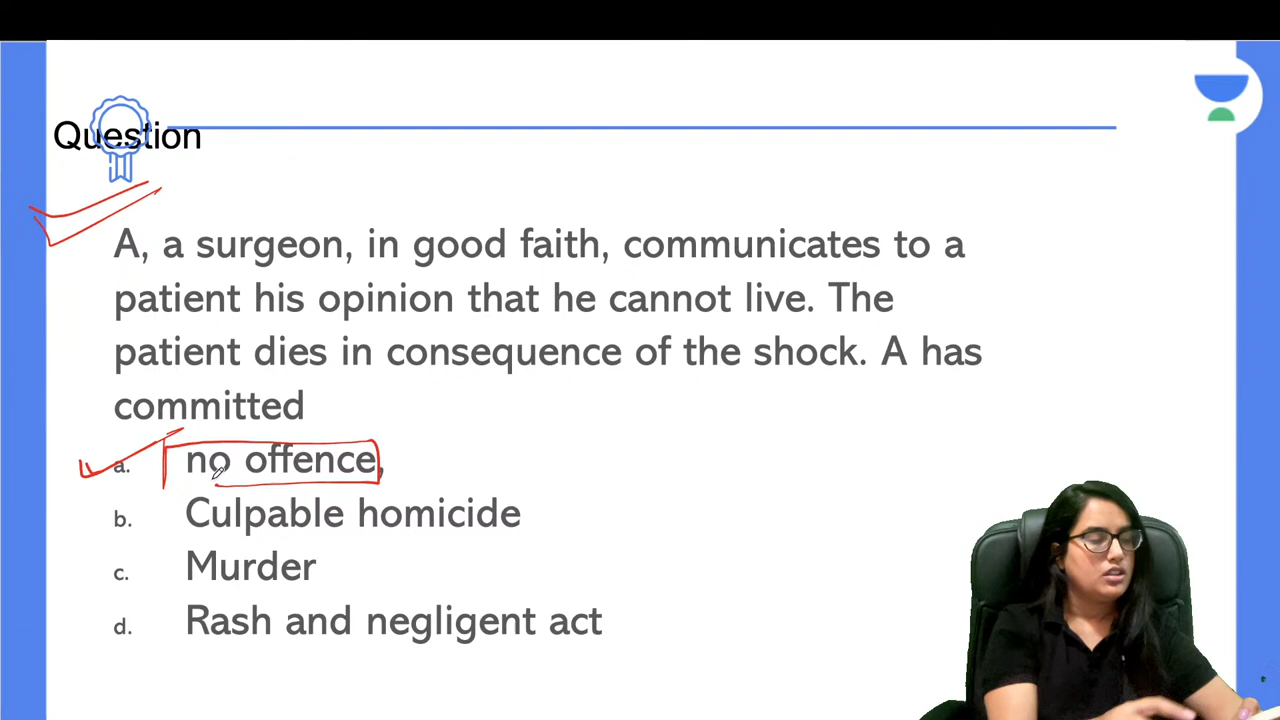 Question
A, a surgeon, in good faith, communicates to a
patient his opinion that he cannot live. The
patient dies in consequence of the shock. A has
committed
a. no offence,
b. Culpable homicide
c. Murder
d. Rash and negligent act